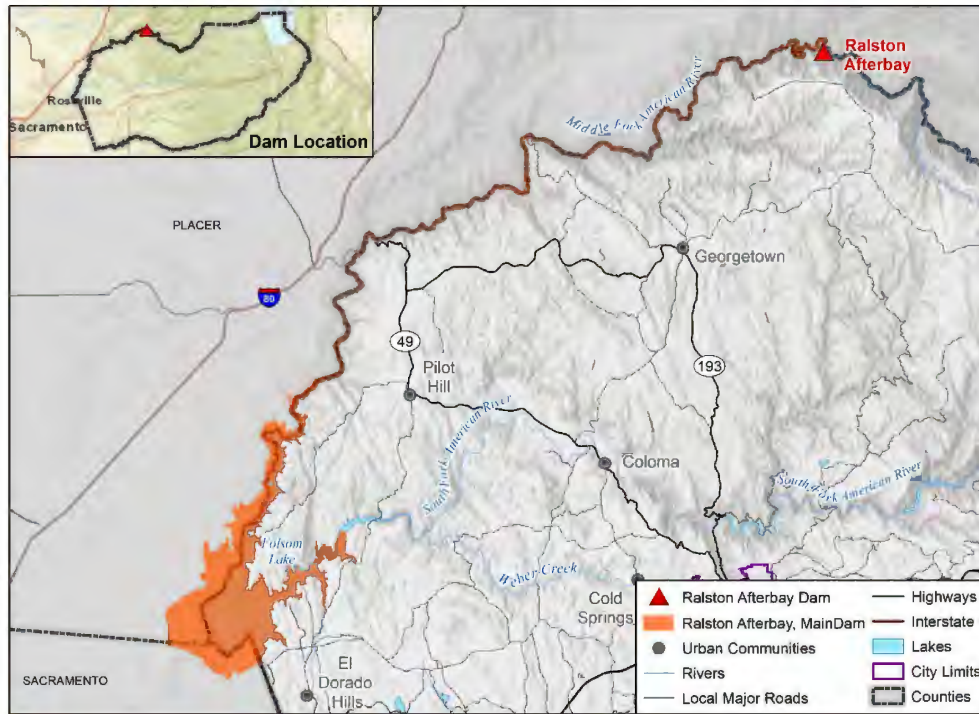 Roseville
Sacramento
Dam Location
Ralston
Afterbay
Middle Fork American River
PLACER
Georgetown
80
49
193
Pilot
Hill
South Fork American River
Coloma
South Fork American River
Folsom
Lake
Weber Creek
Cold
Springs
SACRAMENTO
El
Dorado
Hills
Ralston Afterbay Dam
Ralston Afterbay, MainDam
Urban Communities
Rivers
Local Major Roads
Highways
Interstate
Lakes
City Limits
Counties